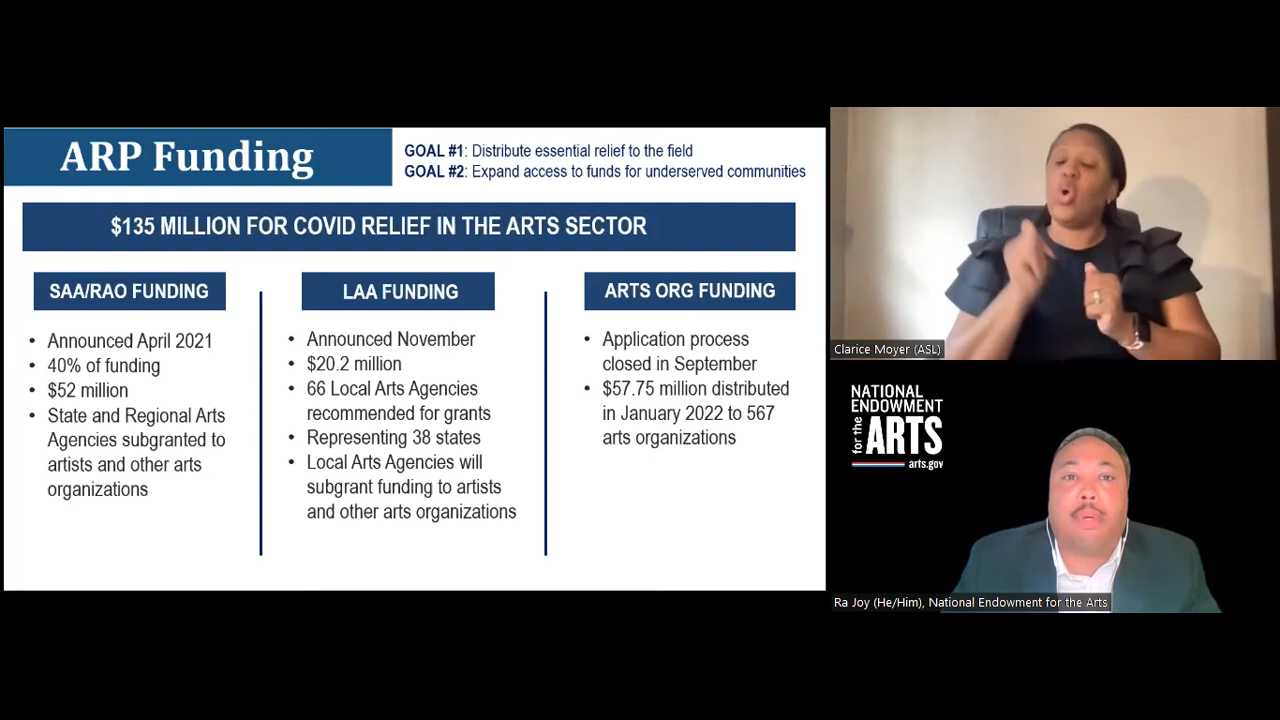 ARP Funding
GOAL #1: Distribute essential relief to the field
GOAL #2: Expand access to funds for underserved communities
$135 MILLION FOR COVID RELIEF IN THE ARTS SECTOR
SAA/RAO FUNDING
• Announced April 2021
• 40% of funding
• $52 million
• State and Regional Arts
Agencies subgranted to
artists and other arts
organizations
LAA FUNDING
• Announced November
• $20.2 million
• 66 Local Arts Agencies
recommended for grants
• Representing 38 states
• Local Arts Agencies will
subgrant funding to artists
and other arts organizations
ARTS ORG FUNDING
• Application process
closed in September
• $57.75 million distributed
in January 2022 to 567
arts organizations
Clarice Moyer (ASL)
NATIONAL
ENDOWMENT
for the ARTS
arts.gov
Ra Joy (He/Him), National Endowment for the Arts